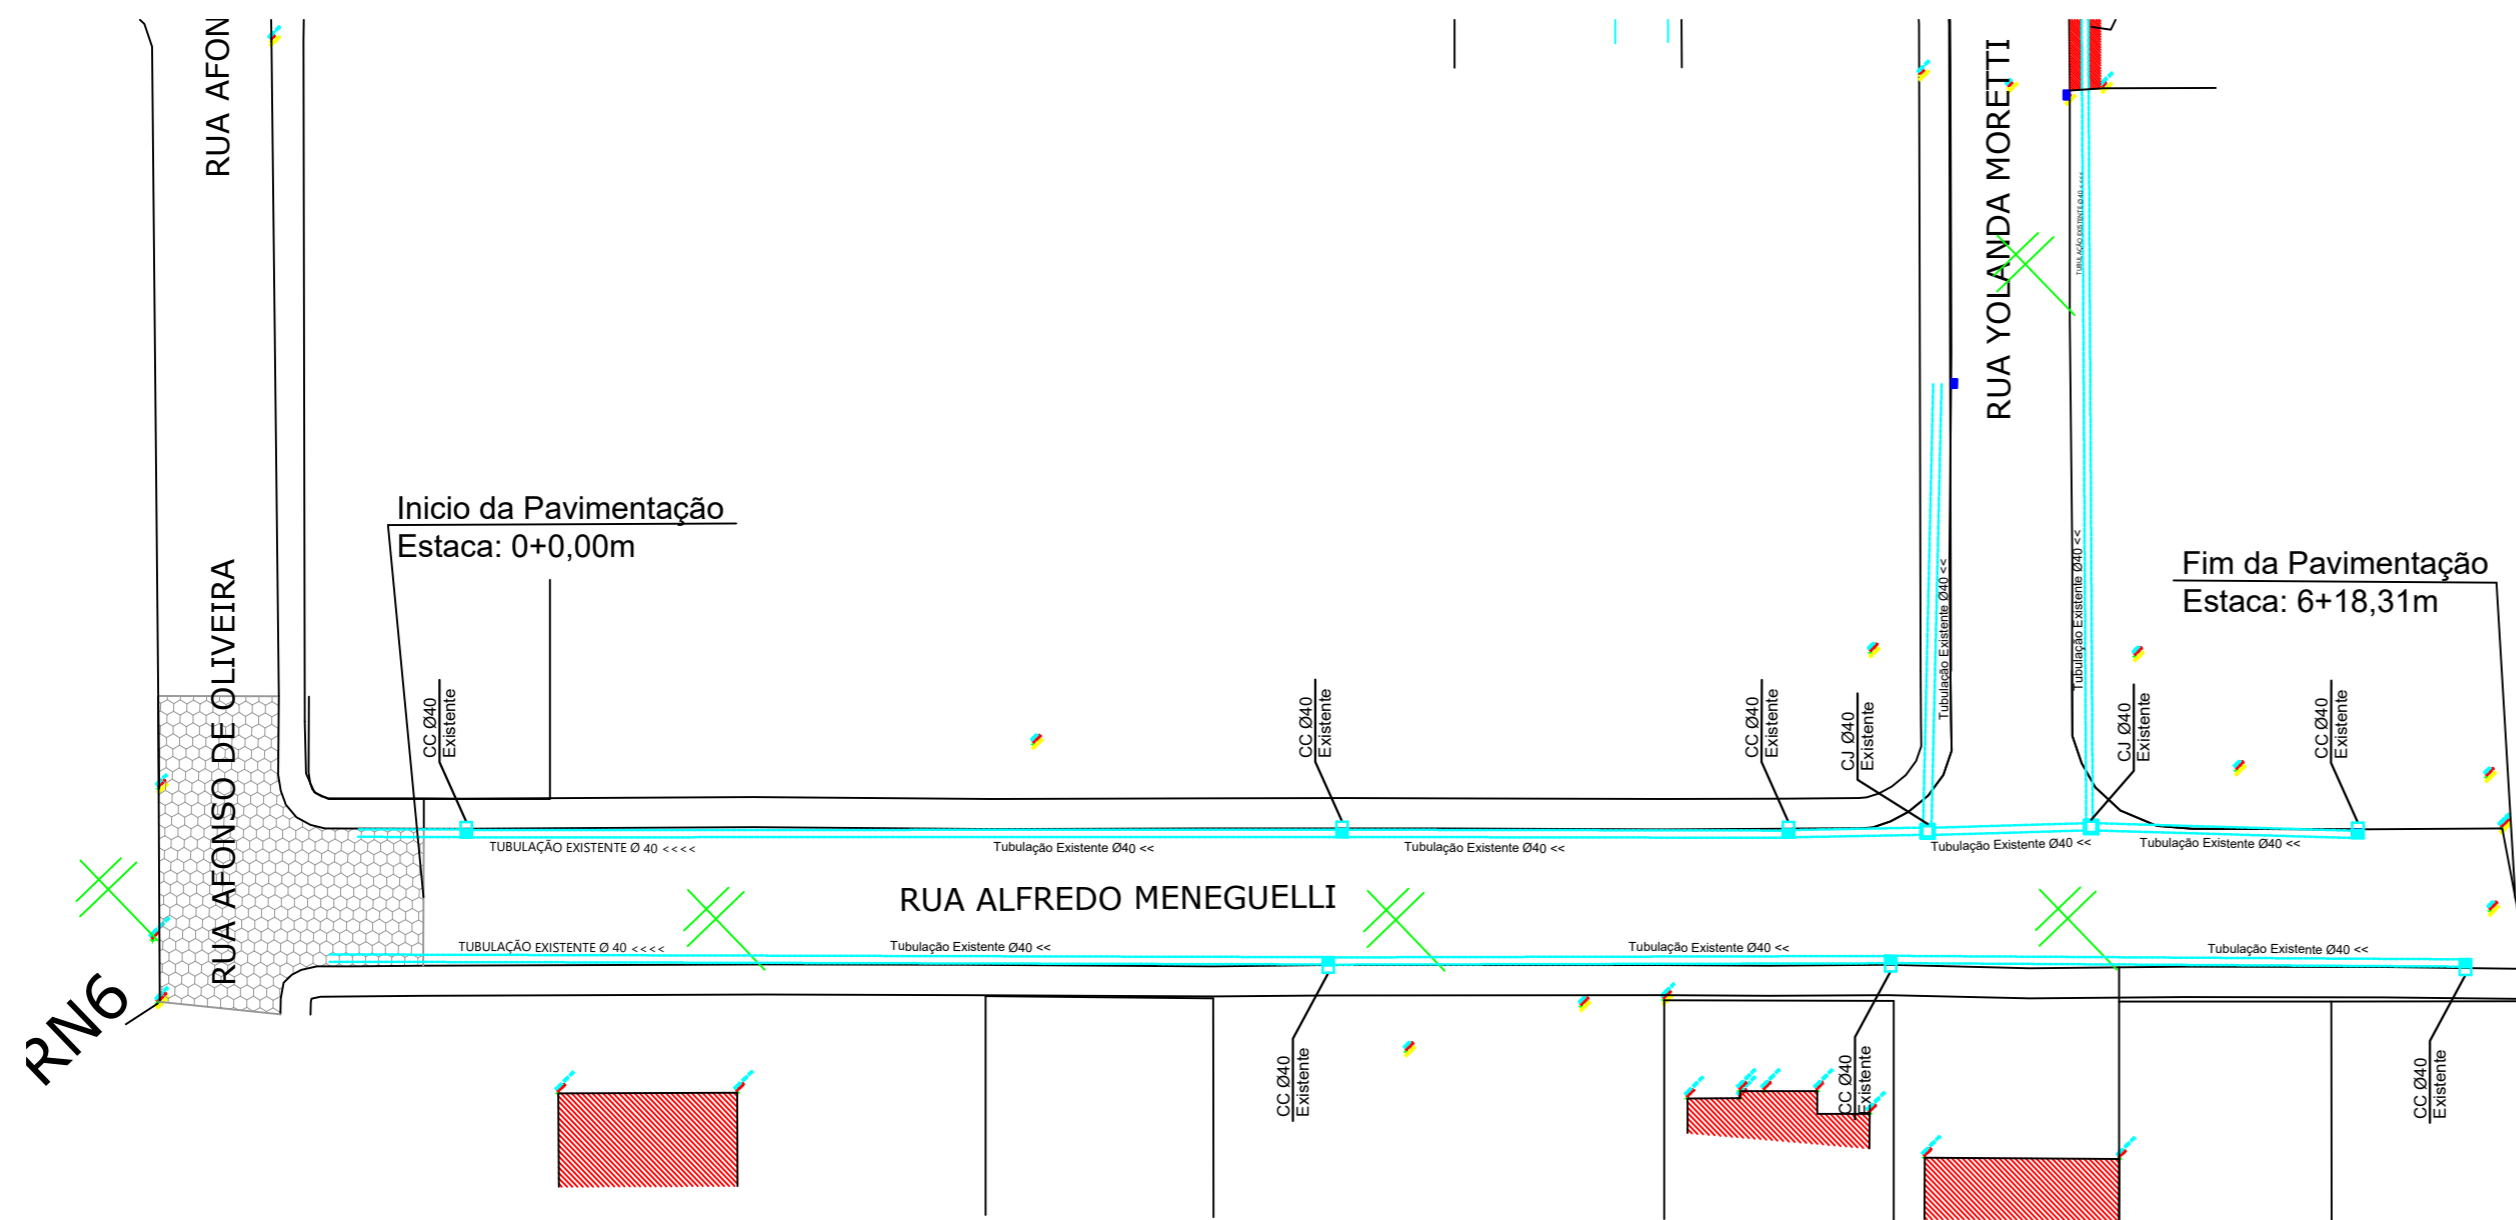 RUA AFON
RUA YOLANDA MORETTI
TUBULAÇÃO EXISTENTE Ø 40 <<<<
Inicio da Pavimentação
Estaca: 0+0,00m
Fim da Pavimentação
Estaca: 6+18,31m
RUA AFONSO DE OLIVEIRA
Tubulação Existente Ø40 <<
Tubulação Existente Ø40 <<
CC Ø40
Existente
CC Ø40
Existente
CC Ø40
Existente
CJ Ø40
Existente
CJ Ø40
Existente
CC Ø40
Existente
TUBULAÇÃO EXISTENTE Ø 40 <<<<
Tubulação Existente Ø40 <<
Tubulação Existente Ø40 <<
Tubulação Existente Ø40 <<
Tubulação Existente Ø40 <<
RUA ALFREDO MENEGUELLI
TUBULAÇÃO EXISTENTE Ø 40 <<<<
Tubulação Existente Ø40 <<
Tubulação Existente Ø40 <<
Tubulação Existente Ø40 <<
RN6
CC Ø40
Existente
CC Ø40
Existente
CC Ø40
Existente